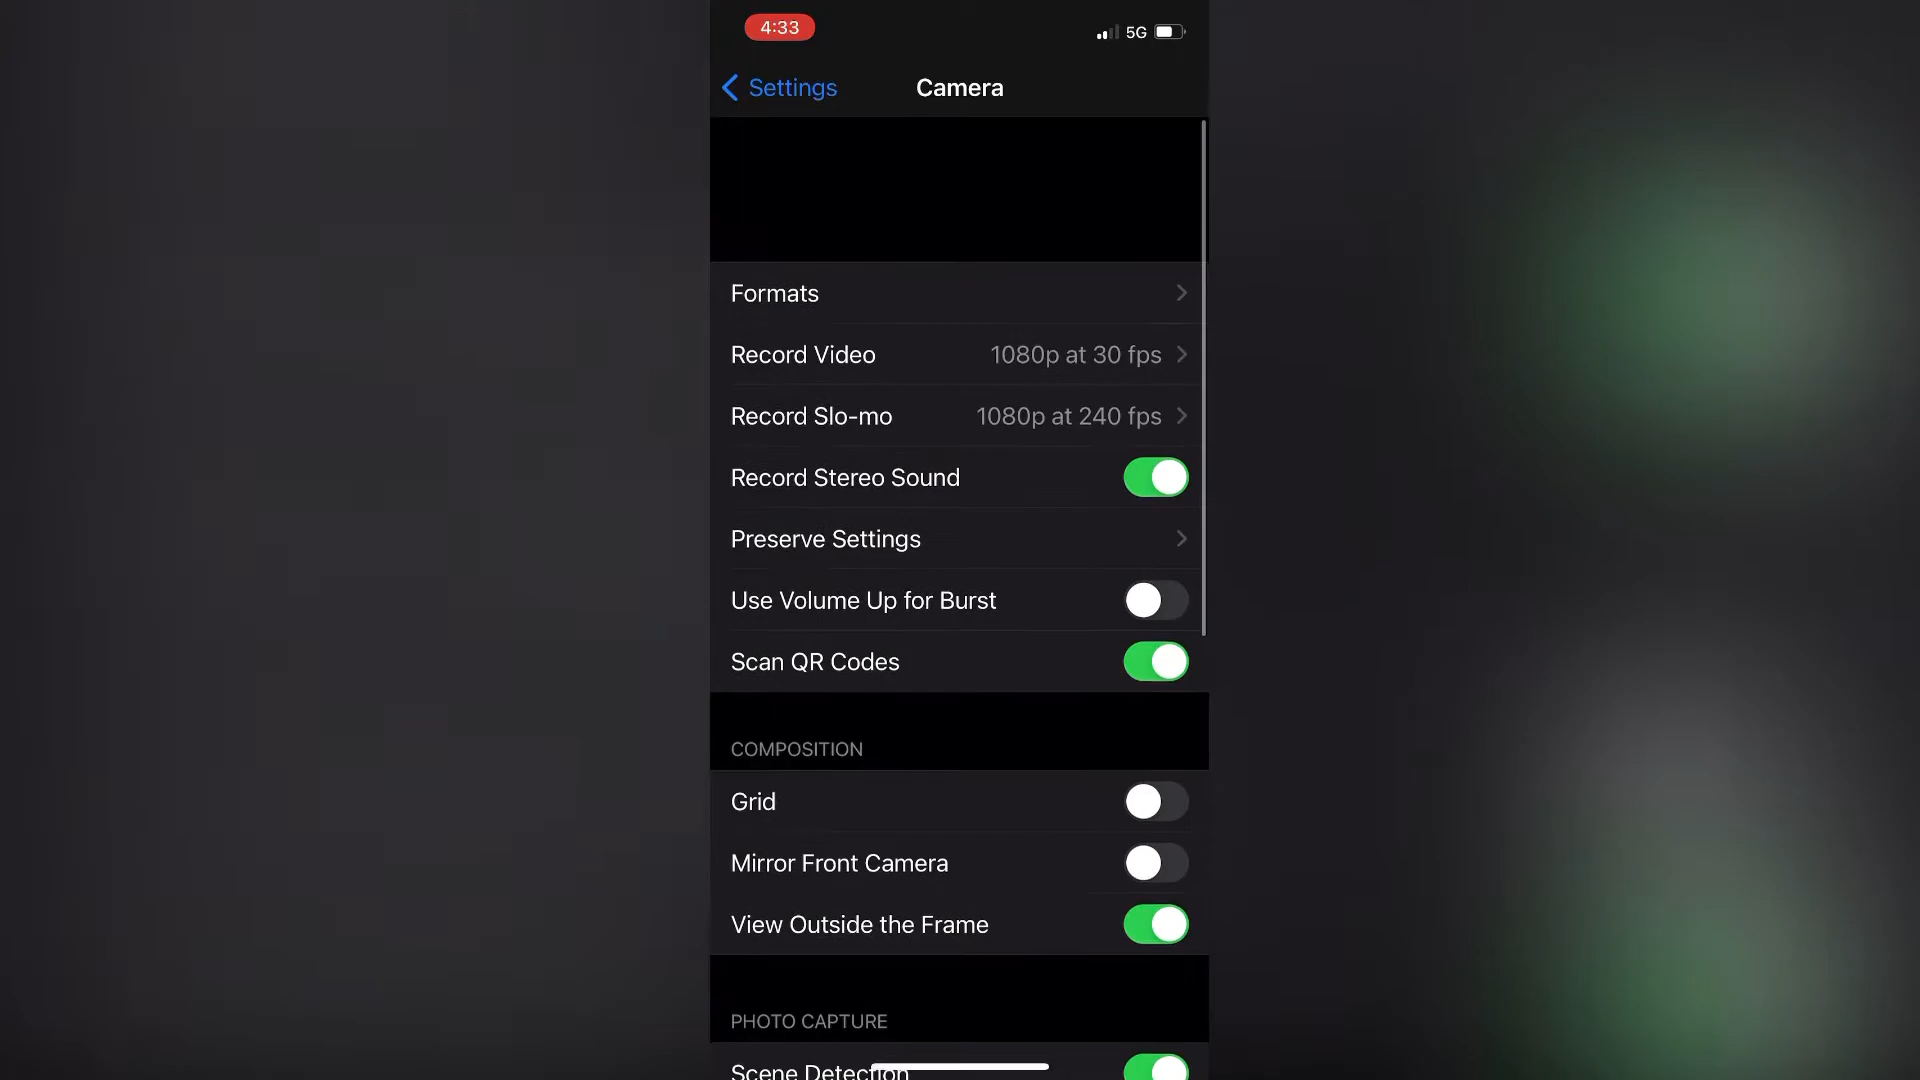 4:33
5G
Settings
Camera
Formats
Record Video 1080p at 30 fps
Record Slo-mo 1080p at 240 fps
Record Stereo Sound
Preserve Settings
Use Volume Up for Burst
Scan QR Codes
COMPOSITION
Grid
Mirror Front Camera
View Outside the Frame
PHOTO CAPTURE
Scene Detection